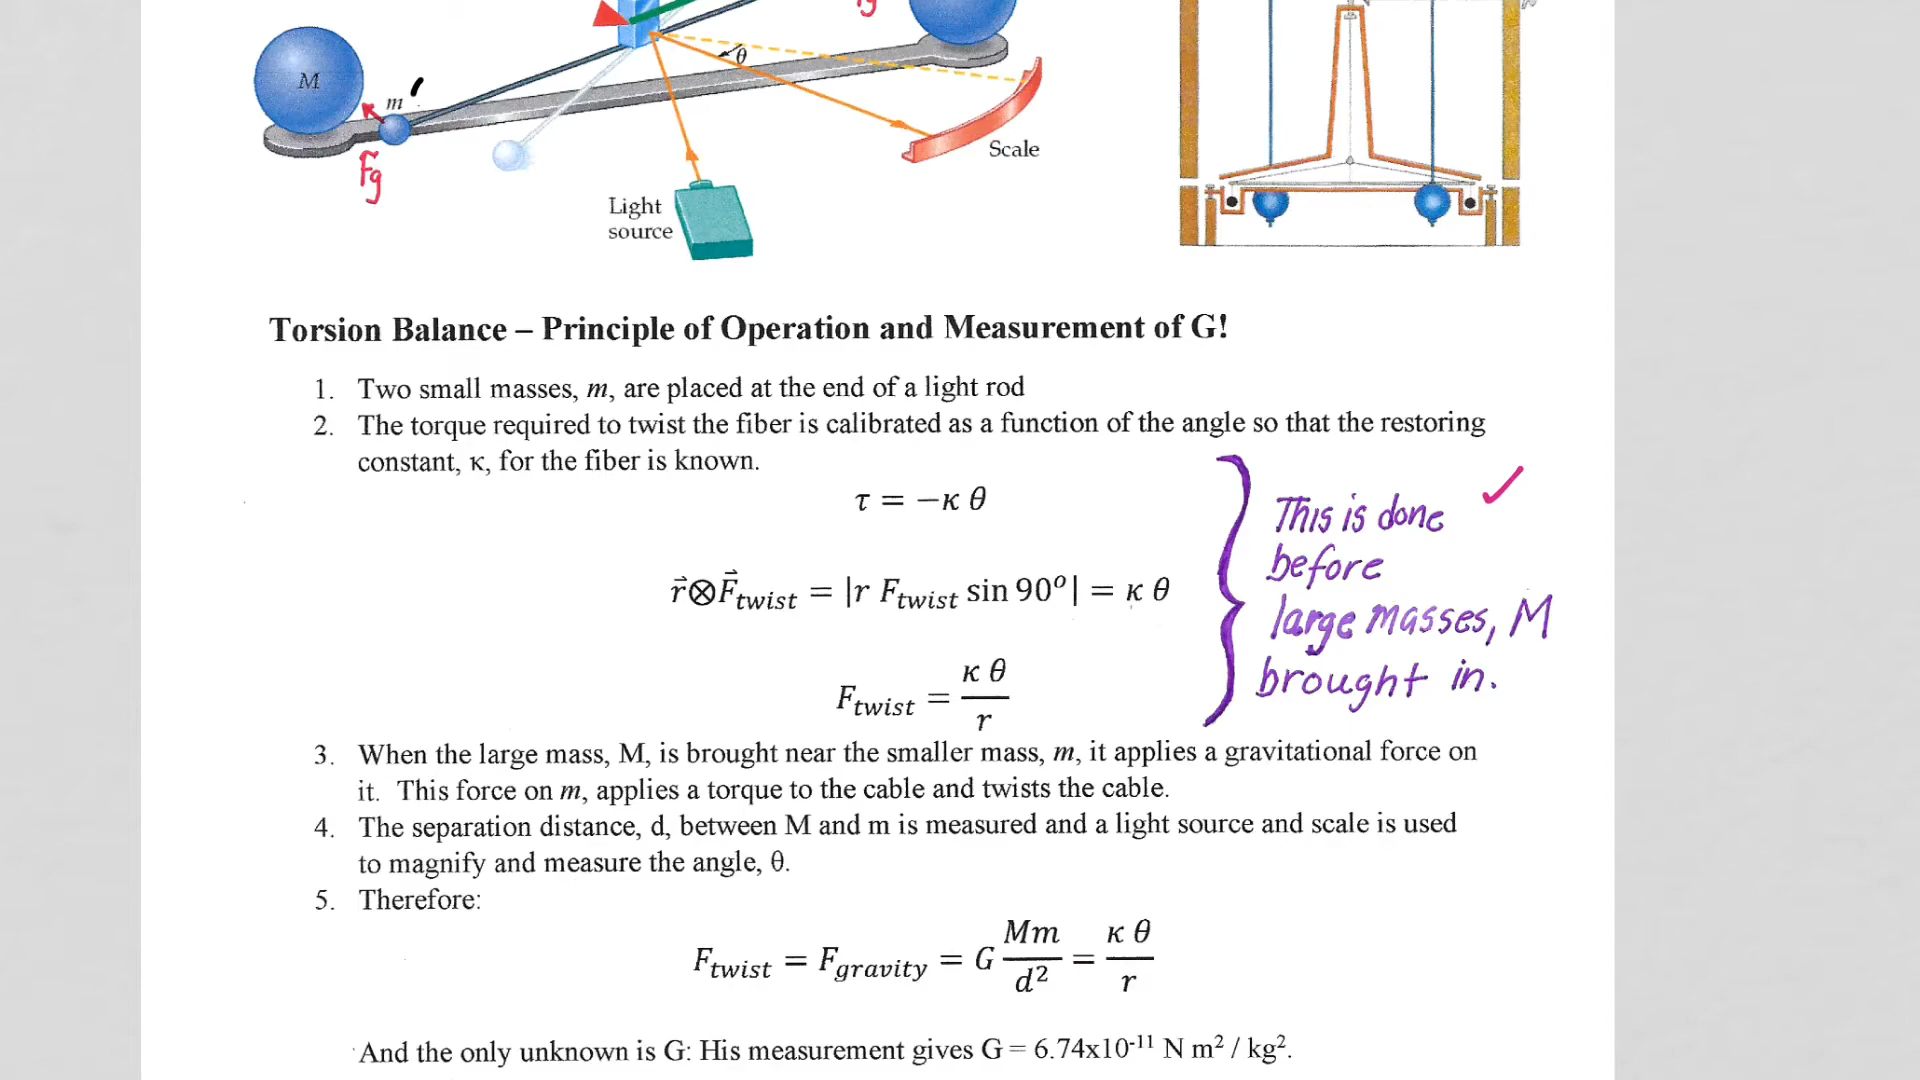 M
m
θ
Fg
g
Scale
Light
source
Torsion Balance – Principle of Operation and Measurement of G!
1. Two small masses, m, are placed at the end of a light rod
2. The torque required to twist the fiber is calibrated as a function of the angle so that the restoring
constant, κ, for the fiber is known.
τ = −κ θ
r⃗⊗F⃗twist = |r Ftwist sin 90°| = κ θ
Ftwist = κ θ / r
This is done
before
large masses, M
brought in.
3. When the large mass, M, is brought near the smaller mass, m, it applies a gravitational force on
it. This force on m, applies a torque to the cable and twists the cable.
4. The separation distance, d, between M and m is measured and a light source and scale is used
to magnify and measure the angle, θ.
5. Therefore:
Ftwist = Fgravity = G Mm / d² = κ θ / r
And the only unknown is G: His measurement gives G = 6.74x10⁻¹¹ N m² / kg².